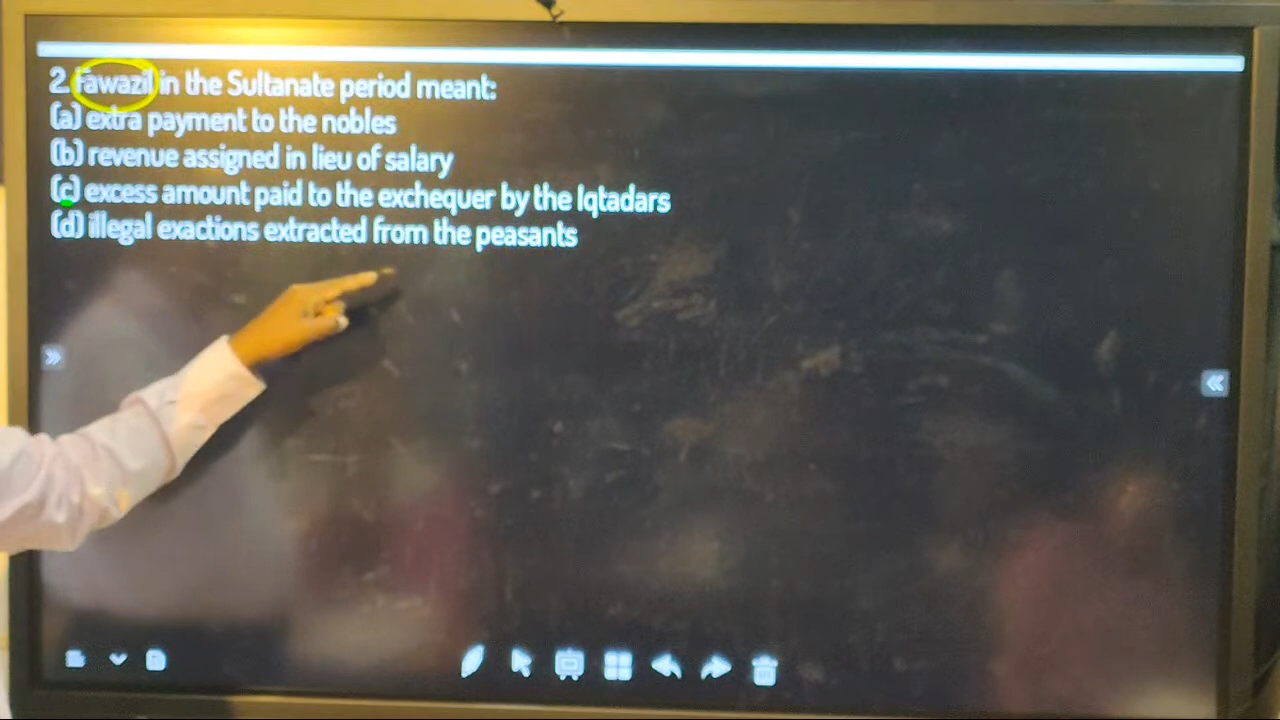 2. Fawazil in the Sultanate period meant:
(a) extra payment to the nobles
(b) revenue assigned in lieu of salary
(c) excess amount paid to the exchequer by the Iqtadars
(d) illegal exactions extracted from the peasants